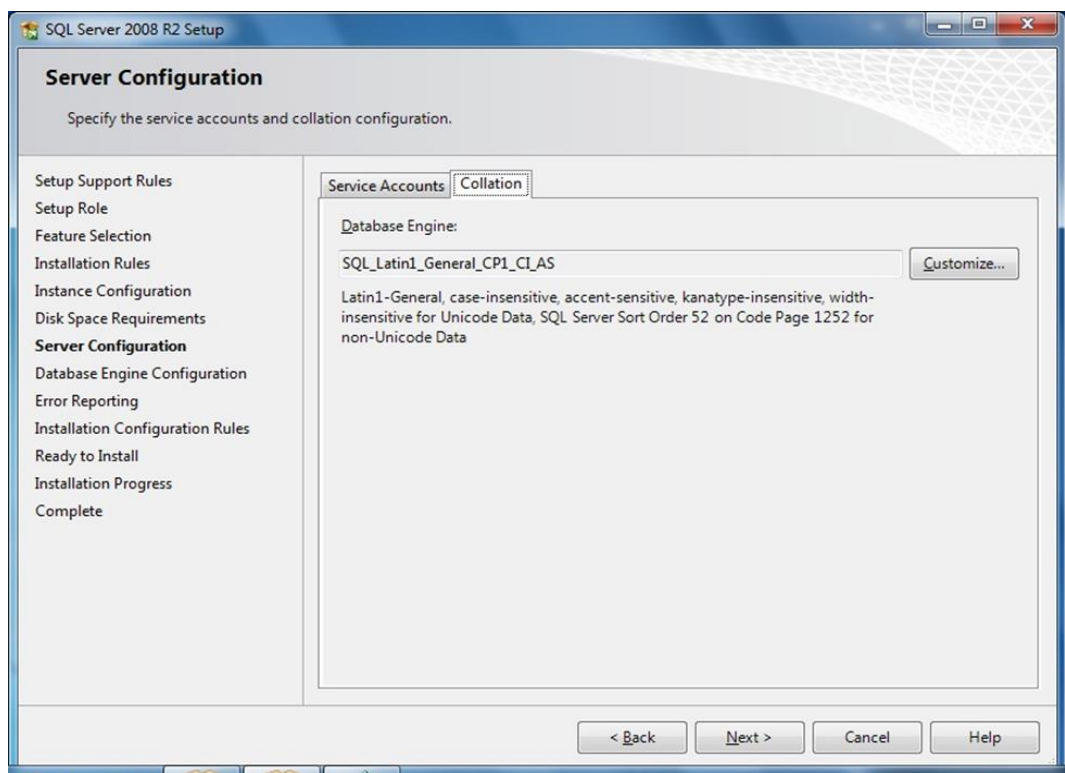 SQL Server 2008 R2 Setup
Server Configuration
Specify the service accounts and collation configuration.
Setup Support Rules
Setup Role
Feature Selection
Installation Rules
Instance Configuration
Disk Space Requirements
Server Configuration
Database Engine Configuration
Error Reporting
Installation Configuration Rules
Ready to Install
Installation Progress
Complete
Service Accounts Collation
Database Engine:
SQL_Latin1_General_CP1_CI_AS Customize...
Latin1-General, case-insensitive, accent-sensitive, kanatype-insensitive, width-
insensitive for Unicode Data, SQL Server Sort Order 52 on Code Page 1252 for
non-Unicode Data
< Back Next > Cancel Help